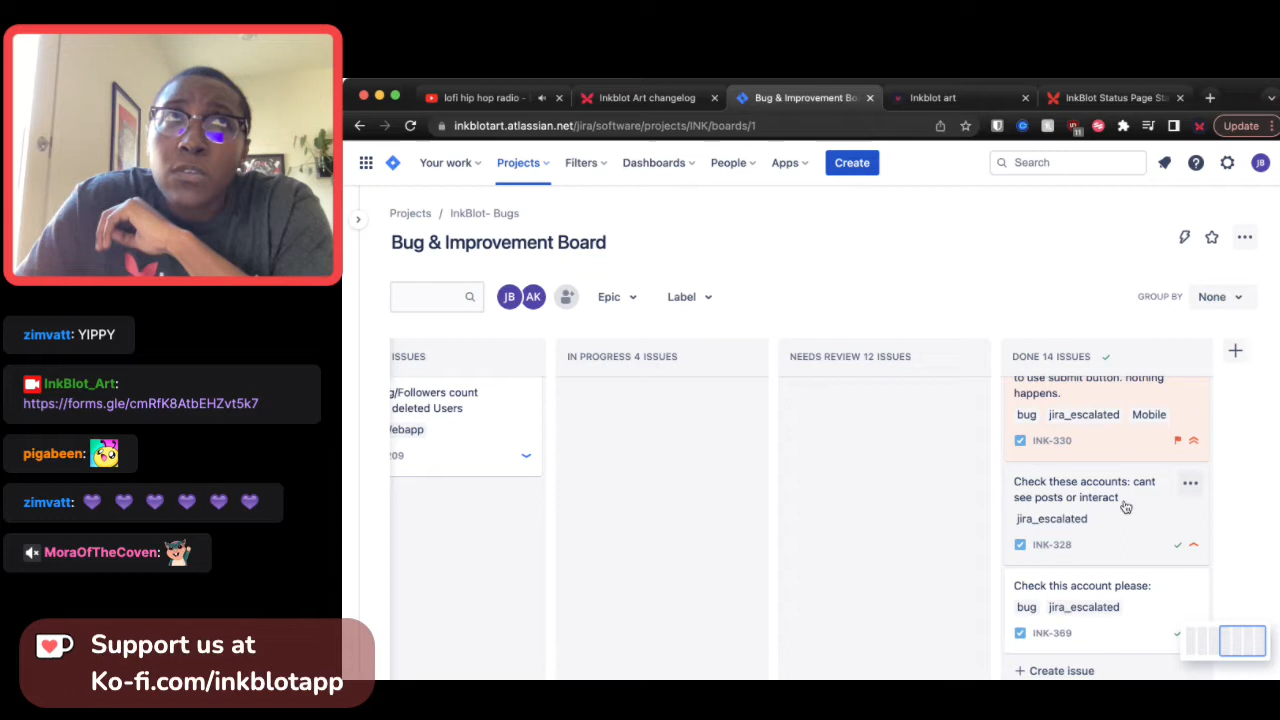 lofi hip hop radio -
Inkblot Art changelog
Bug & Improvement Bo
Inkblot art
InkBlot Status Page Sta
inkblotart.atlassian.net/jira/software/projects/INK/boards/1
11
Update
Your work
Projects
Filters
Dashboards
People
Apps
Create
Search
JB
Projects / InkBlot- Bugs
Bug & Improvement Board
JB
AK
Epic
Label
GROUP BY
None
ISSUES
IN PROGRESS 4 ISSUES
NEEDS REVIEW 12 ISSUES
DONE 14 ISSUES
g/Followers count
deleted Users
ebapp
09
to use submit button. nothing
happens.
bug jira_escalated Mobile
INK-330
Check these accounts: cant
see posts or interact
jira_escalated
INK-328
Check this account please:
bug jira_escalated
INK-369
+ Create issue
zimvatt: YIPPY
InkBlot_Art:
https://forms.gle/cmRfK8AtbEHZvt5k7
pigabeen:
zimvatt:
MoraOfTheCoven:
Support us at
Ko-fi.com/inkblotapp